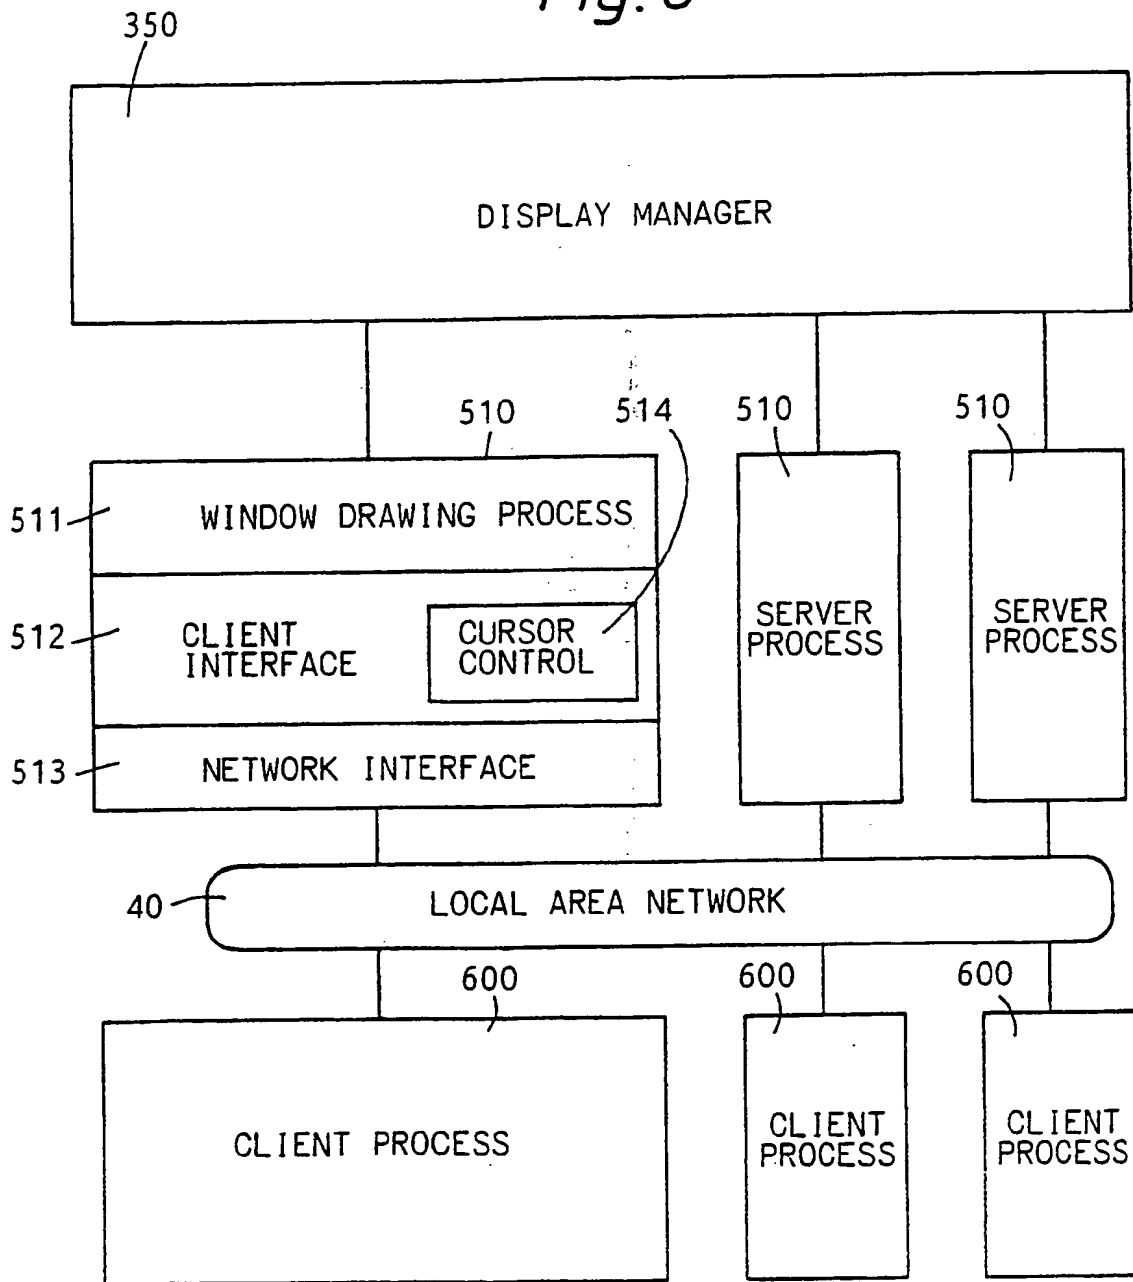 350
DISPLAY MANAGER
510
514
510
510
511
WINDOW DRAWING PROCESS
512
CLIENT
INTERFACE
CURSOR
CONTROL
SERVER
PROCESS
SERVER
PROCESS
513
NETWORK INTERFACE
40
LOCAL AREA NETWORK
600
600
600
CLIENT PROCESS
CLIENT
PROCESS
CLIENT
PROCESS